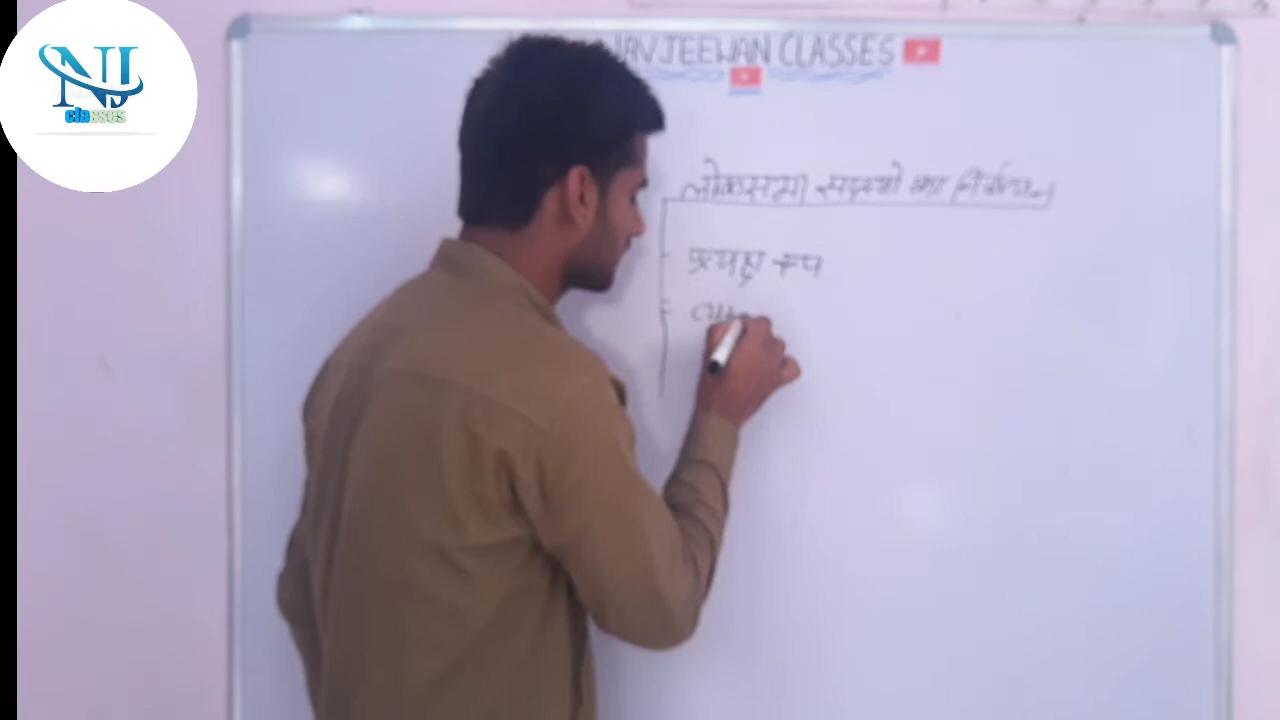 NJ
classes
NAVJEEWAN CLASSES
लोकसभा सदस्यो का निर्वाचन
प्रत्यक्ष रूप